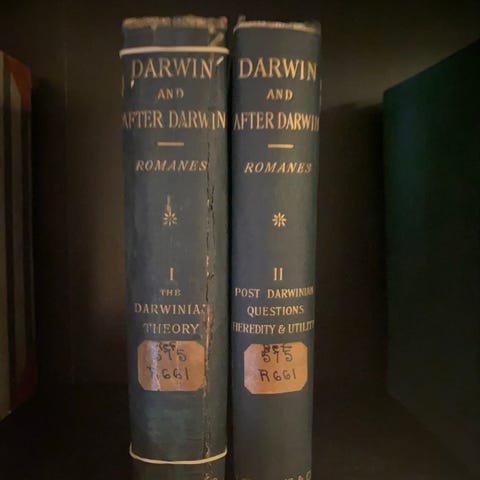 DARWIN
AND
AFTER DARWIN
ROMANES
I
THE
DARWINIAN
THEORY
575
R661
DARWIN
AND
AFTER DARWIN
ROMANES
II
POST DARWINIAN
QUESTIONS
HEREDITY & UTILITY
575
R661